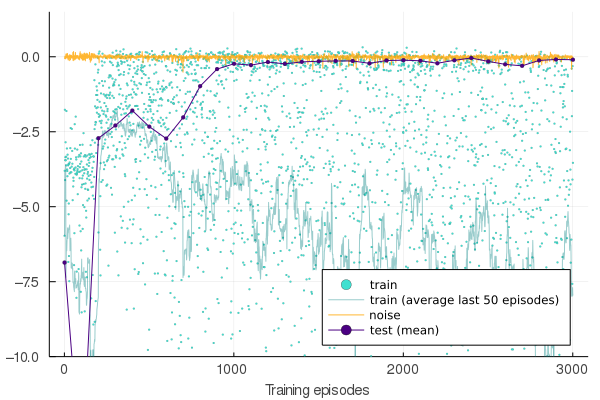 0.0
−2.5
−5.0
−7.5
−10.0
0
1000
2000
3000
Training episodes
train
train (average last 50 episodes)
noise
test (mean)